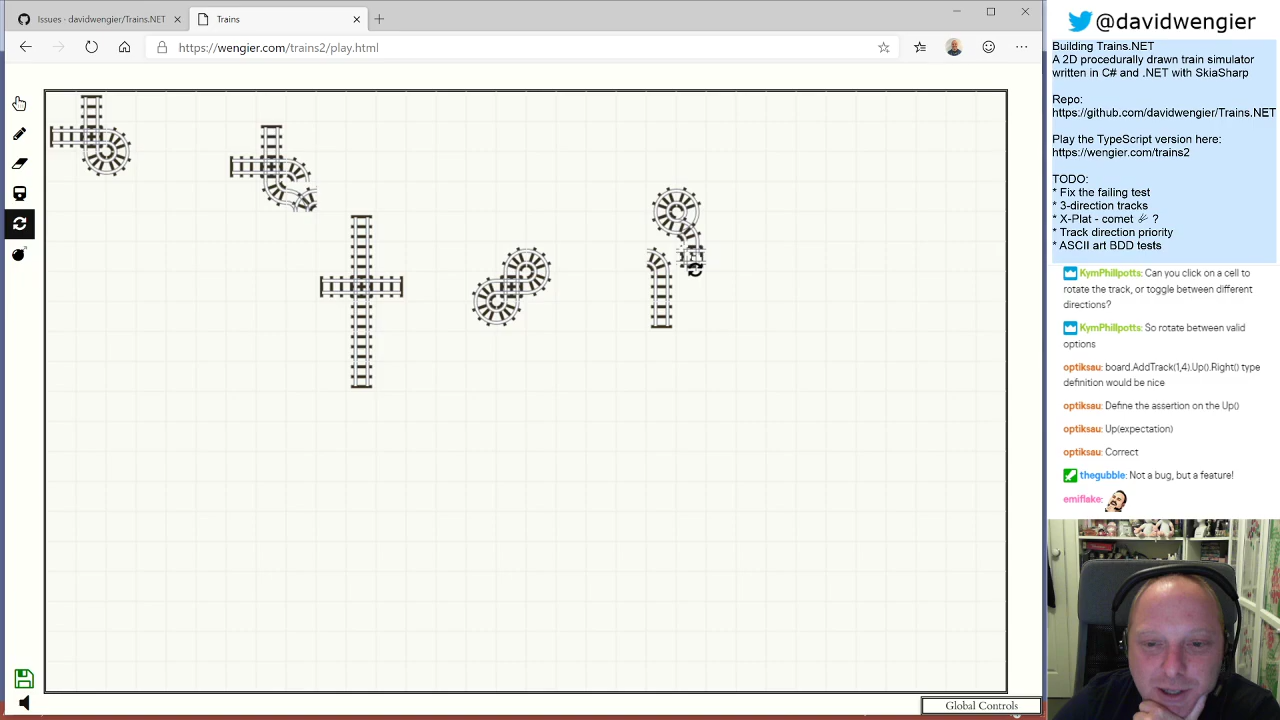 Issues · davidwengier/Trains.NET
Trains
https://wengier.com/trains2/play.html
Global Controls
@davidwengier
Building Trains.NET
A 2D procedurally drawn train simulator
written in C# and .NET with SkiaSharp
Repo:
https://github.com/davidwengier/Trains.NET
Play the TypeScript version here:
https://wengier.com/trains2
TODO:
* Fix the failing test
* 3-direction tracks
* X-Plat - comet ☄ ?
* Track direction priority
* ASCII art BDD tests
KymPhillpotts: Can you click on a cell to
rotate the track, or toggle between different
directions?
KymPhillpotts: So rotate between valid
options
optiksau: board.AddTrack(1,4).Up().Right() type
definition would be nice
optiksau: Define the assertion on the Up()
optiksau: Up(expectation)
optiksau: Correct
thegubble: Not a bug, but a feature!
emiflake: